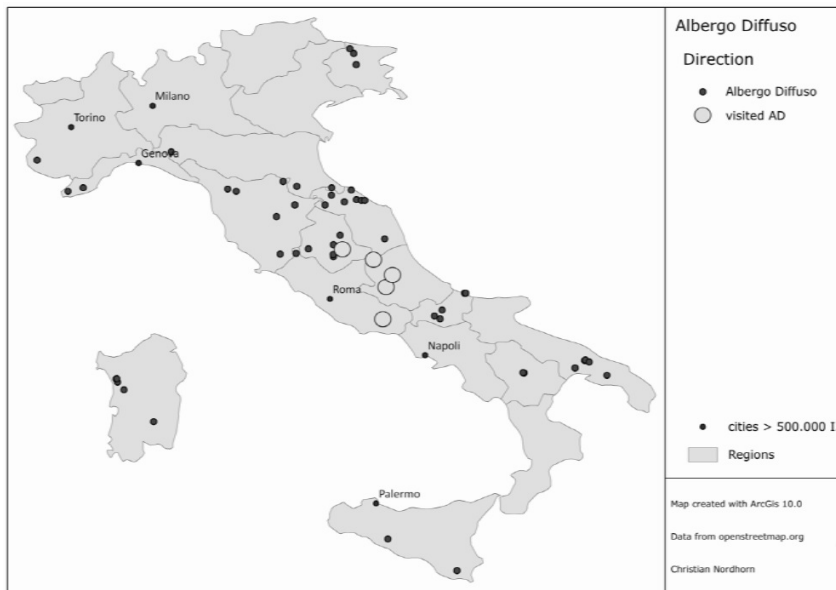 Albergo Diffuso
Direction
Albergo Diffuso
visited AD
Milano
Torino
Genova
Roma
Napoli
Palermo
cities > 500.000 I
Regions
Map created with ArcGis 10.0
Data from openstreetmap.org
Christian Nordhorn